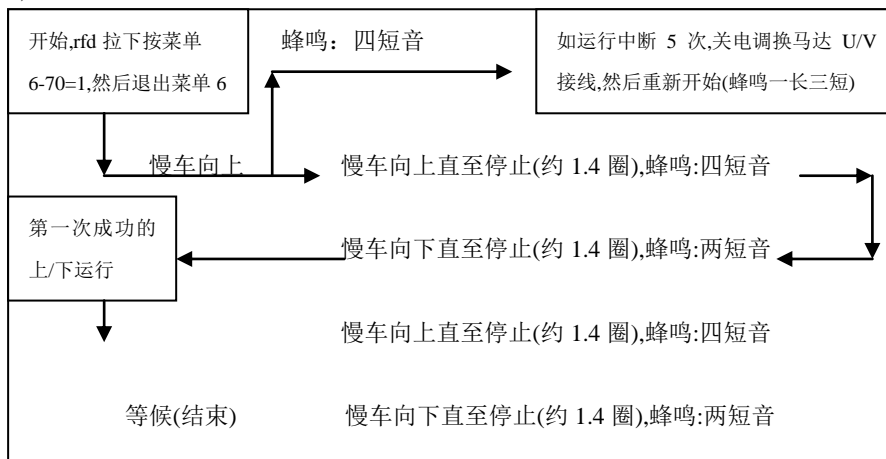 开始,rfd 拉下按菜单
6-70=1,然后退出菜单 6
蜂鸣：四短音
如运行中断 5 次,关电调换马达 U/V
接线,然后重新开始(蜂鸣一长三短)
慢车向上
慢车向上直至停止(约 1.4 圈),蜂鸣:四短音
第一次成功的
上/下运行
慢车向下直至停止(约 1.4 圈),蜂鸣:两短音
慢车向上直至停止(约 1.4 圈),蜂鸣:四短音
等候(结束)
慢车向下直至停止(约 1.4 圈),蜂鸣:两短音